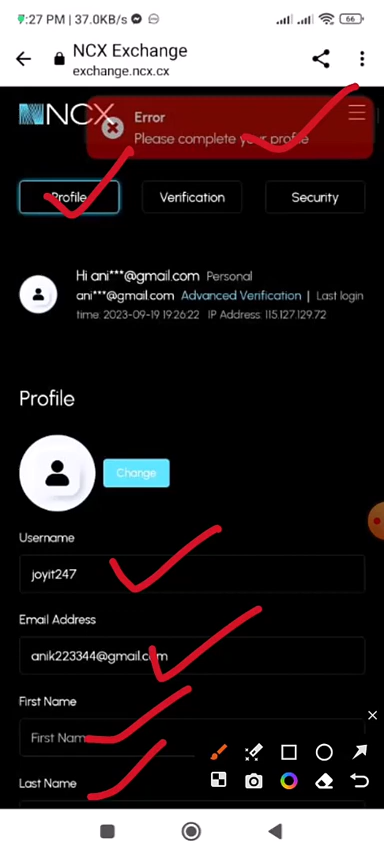 7:27 PM | 37.0KB/s
66
NCX Exchange
exchange.ncx.cx
NCX
Error
Please complete your profile
Profile
Verification
Security
Hi ani***@gmail.com Personal
ani***@gmail.com Advanced Verification | Last login
time: 2023-09-19 19:26:22 IP Address: 115.127.129.72
Profile
Change
Username
joyit247
Email Address
anik223344@gmail.com
First Name
First Name
Last Name